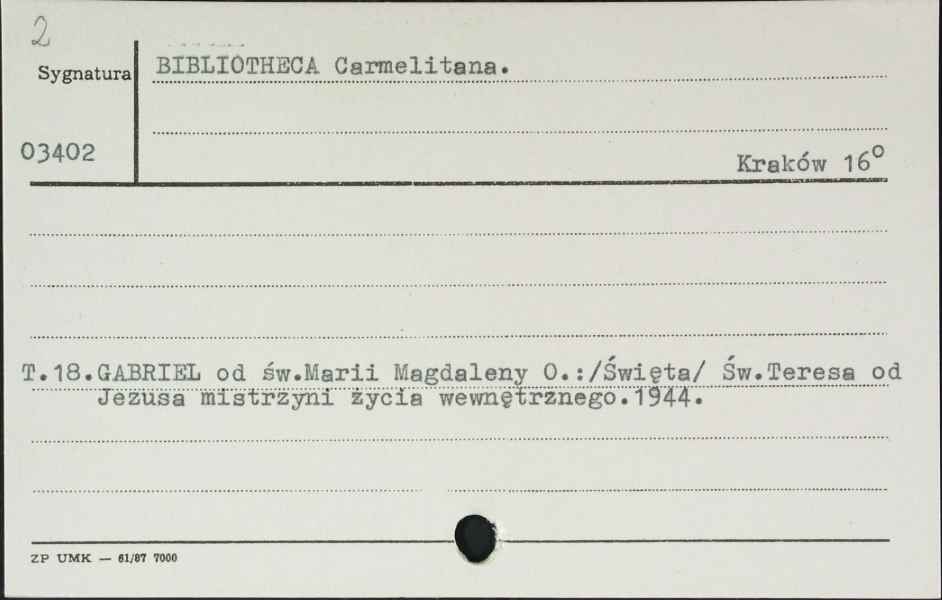 2
Sygnatura
BIBLIOTHECA Carmelitana.
03402
Kraków 16°
T.18.GABRIEL od św.Marii Magdaleny O.:/Święta/ Św.Teresa od
Jezusa mistrzyni życia wewnętrznego.1944.
ZP UMK — 61/87 7000